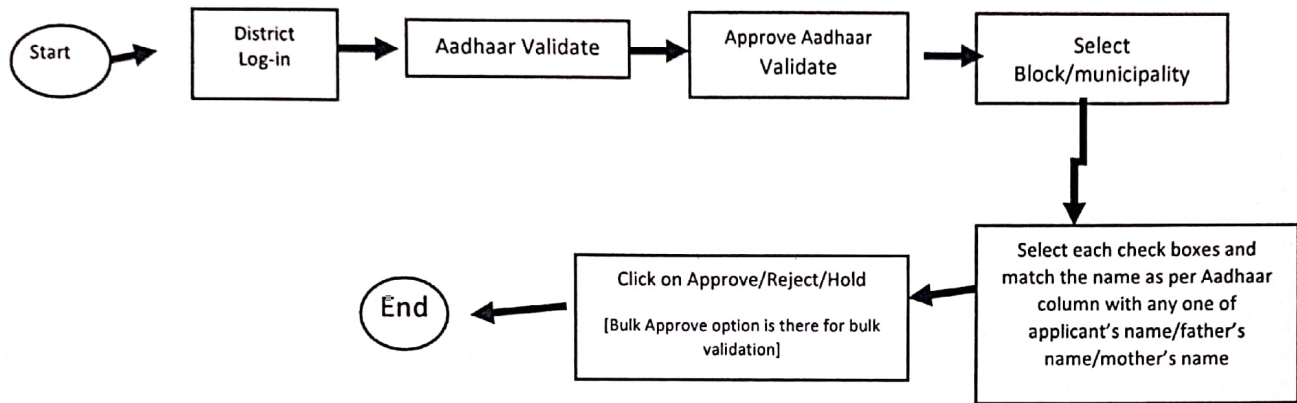 Start
District
Log-in
Aadhaar Validate
Approve Aadhaar
Validate
Select
Block/municipality
Select each check boxes and
match the name as per Aadhaar
column with any one of
applicant's name/father's
name/mother's name
Click on Approve/Reject/Hold
[Bulk Approve option is there for bulk
validation]
End